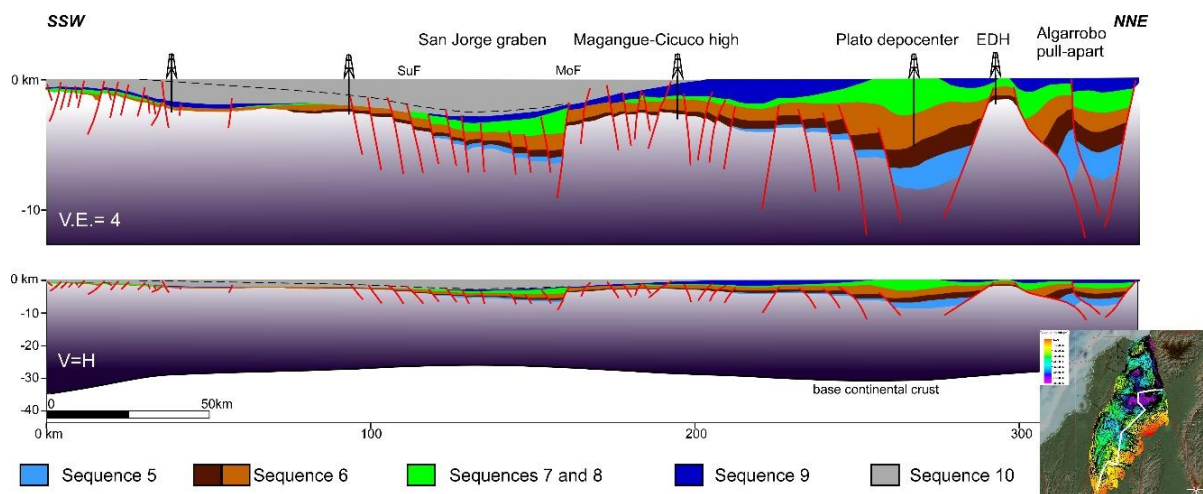 SSW
NNE
San Jorge graben
Magangue-Cicuco high
Plato depocenter
EDH
Algarrobo
pull-apart
SuF
MoF
0 km
-10
V.E.= 4
0 km
-10
-20
-30
-40
V=H
base continental crust
0
50km
0 km
100
200
300
Sequence 5
Sequence 6
Sequences 7 and 8
Sequence 9
Sequence 10